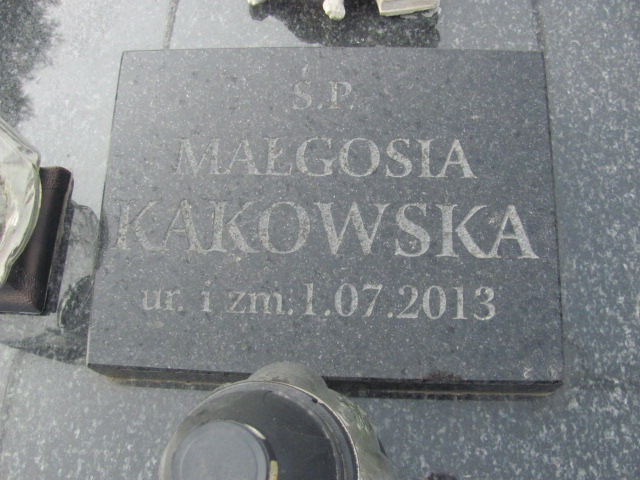 Ś.P.
MAŁGOSIA
KAKOWSKA
ur. i zm. 1.07.2013